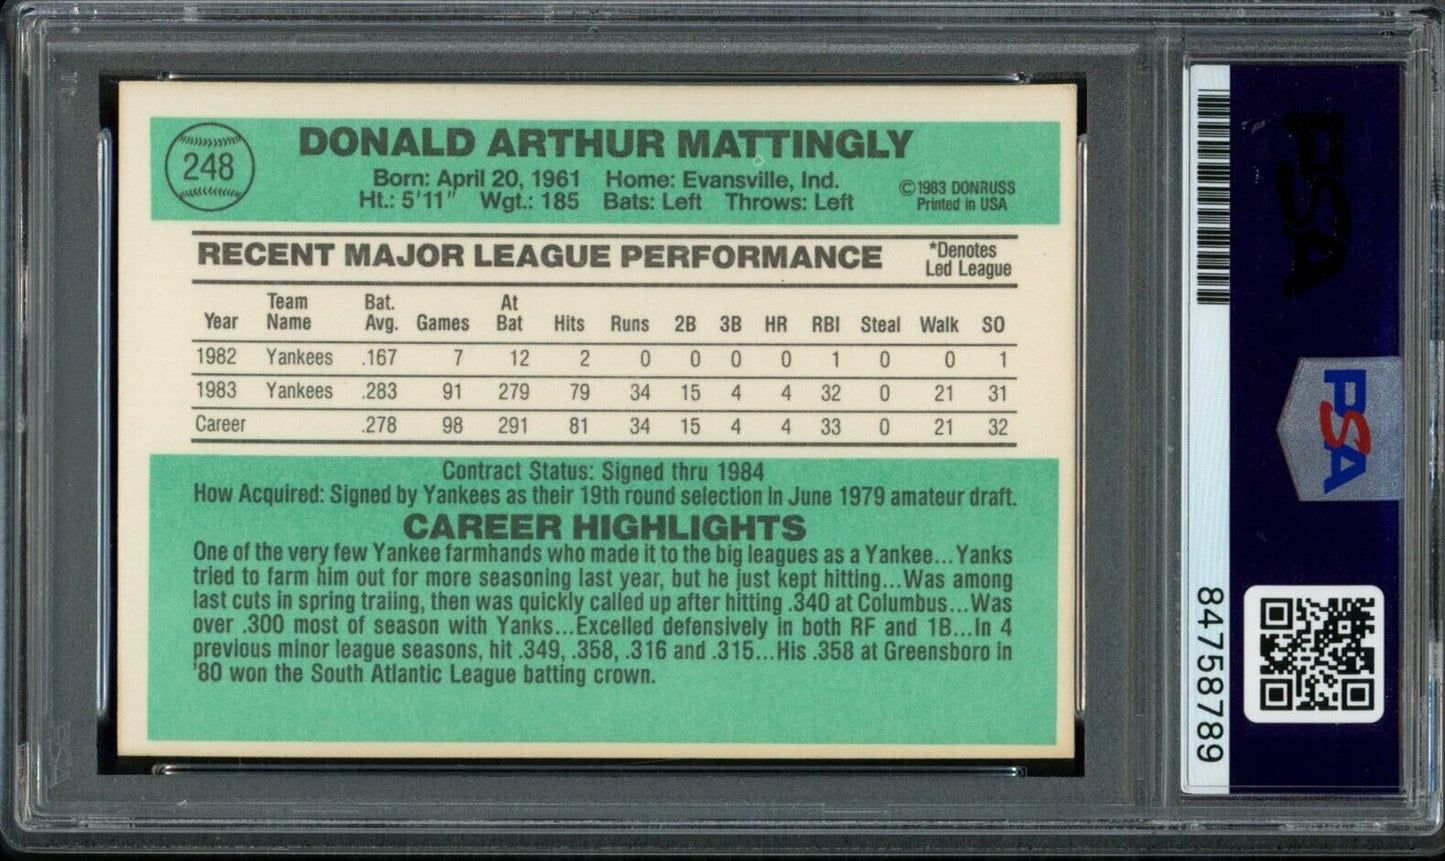 248
DONALD ARTHUR MATTINGLY
Born: April 20, 1961 Home: Evansville, Ind.
Ht.: 5'11" Wgt.: 185 Bats: Left Throws: Left
©1983 DONRUSS
Printed in USA
RECENT MAJOR LEAGUE PERFORMANCE
*Denotes
Led League
Year Team Name Bat. Avg. Games At Bat Hits Runs 2B 3B HR RBI Steal Walk SO
1982 Yankees .167 7 12 2 0 0 0 0 1 0 0 1
1983 Yankees .283 91 279 79 34 15 4 4 32 0 21 31
Career .278 98 291 81 34 15 4 4 33 0 21 32
Contract Status: Signed thru 1984
How Acquired: Signed by Yankees as their 19th round selection in June 1979 amateur draft.
CAREER HIGHLIGHTS
One of the very few Yankee farmhands who made it to the big leagues as a Yankee...Yanks
tried to farm him out for more seasoning last year, but he just kept hitting...Was among
last cuts in spring traiing, then was quickly called up after hitting .340 at Columbus...Was
over .300 most of season with Yanks...Excelled defensively in both RF and 1B...In 4
previous minor league seasons, hit .349, .358, .316 and .315...His .358 at Greensboro in
'80 won the South Atlantic League batting crown.
PSA
PSA
84758789